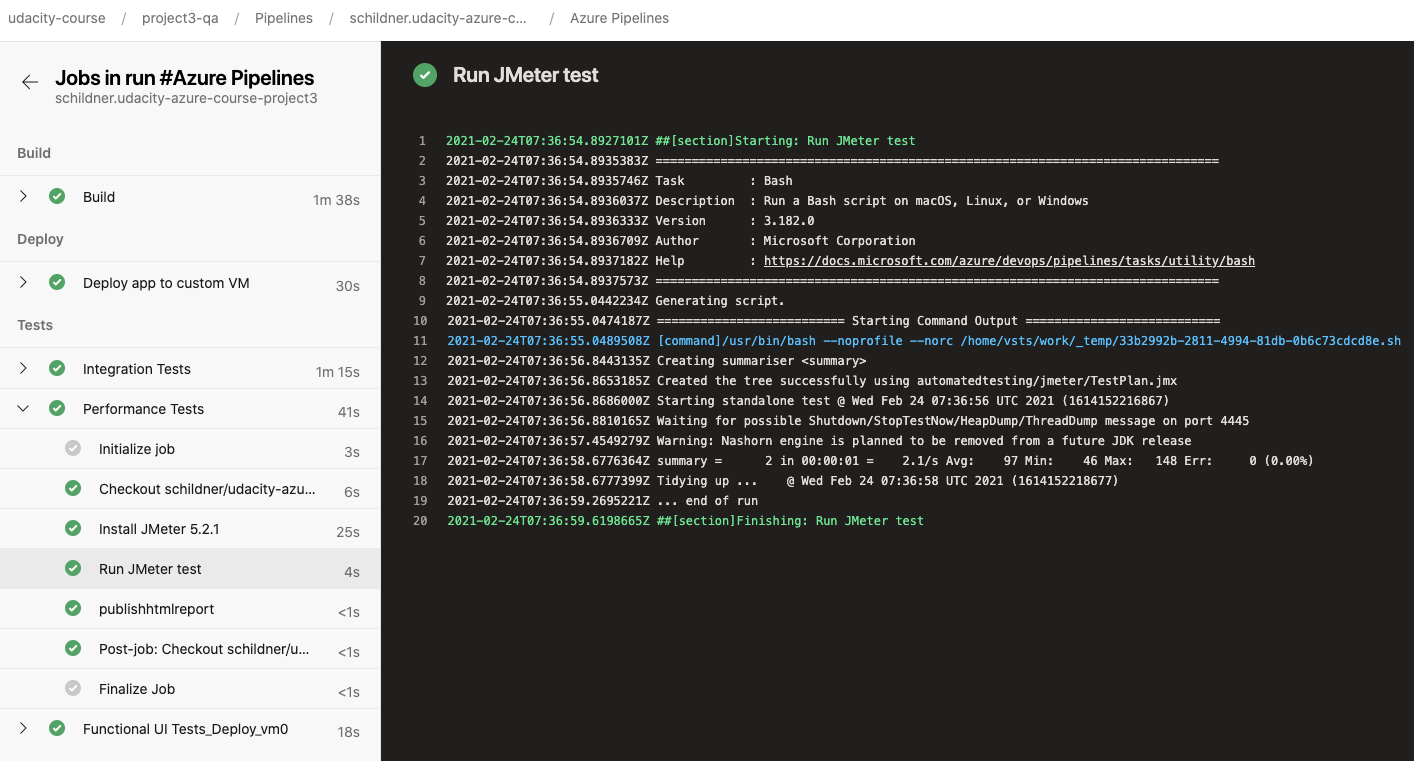 udacity-course / project3-qa / Pipelines / schildner.udacity-azure-c... / Azure Pipelines
Jobs in run #Azure Pipelines
schildner.udacity-azure-course-project3
Build
Build 1m 38s
Deploy
Deploy app to custom VM 30s
Tests
Integration Tests 1m 15s
Performance Tests 41s
Initialize job 3s
Checkout schildner/udacity-azu... 6s
Install JMeter 5.2.1 25s
Run JMeter test 4s
publishhtmlreport <1s
Post-job: Checkout schildner/u... <1s
Finalize Job <1s
Functional UI Tests_Deploy_vm0 18s
Run JMeter test
1 2021-02-24T07:36:54.8927101Z ##[section]Starting: Run JMeter test
2 2021-02-24T07:36:54.8935383Z ==============================================================================
3 2021-02-24T07:36:54.8935746Z Task         : Bash
4 2021-02-24T07:36:54.8936037Z Description  : Run a Bash script on macOS, Linux, or Windows
5 2021-02-24T07:36:54.8936333Z Version      : 3.182.0
6 2021-02-24T07:36:54.8936709Z Author       : Microsoft Corporation
7 2021-02-24T07:36:54.8937182Z Help         : https://docs.microsoft.com/azure/devops/pipelines/tasks/utility/bash
8 2021-02-24T07:36:54.8937573Z ==============================================================================
9 2021-02-24T07:36:55.0442234Z Generating script.
10 2021-02-24T07:36:55.0474187Z ========================== Starting Command Output ===========================
11 2021-02-24T07:36:55.0489508Z [command]/usr/bin/bash --noprofile --norc /home/vsts/work/_temp/33b2992b-2811-4994-81db-0b6c73cdcd8e.sh
12 2021-02-24T07:36:56.8443135Z Creating summariser <summary>
13 2021-02-24T07:36:56.8653185Z Created the tree successfully using automatedtesting/jmeter/TestPlan.jmx
14 2021-02-24T07:36:56.8686000Z Starting standalone test @ Wed Feb 24 07:36:56 UTC 2021 (1614152216867)
15 2021-02-24T07:36:56.8810165Z Waiting for possible Shutdown/StopTestNow/HeapDump/ThreadDump message on port 4445
16 2021-02-24T07:36:57.4549279Z Warning: Nashorn engine is planned to be removed from a future JDK release
17 2021-02-24T07:36:58.6776364Z summary =      2 in 00:00:01 =    2.1/s Avg:    97 Min:    46 Max:   148 Err:     0 (0.00%)
18 2021-02-24T07:36:58.6777399Z Tidying up ...    @ Wed Feb 24 07:36:58 UTC 2021 (1614152218677)
19 2021-02-24T07:36:59.2695221Z ... end of run
20 2021-02-24T07:36:59.6198665Z ##[section]Finishing: Run JMeter test